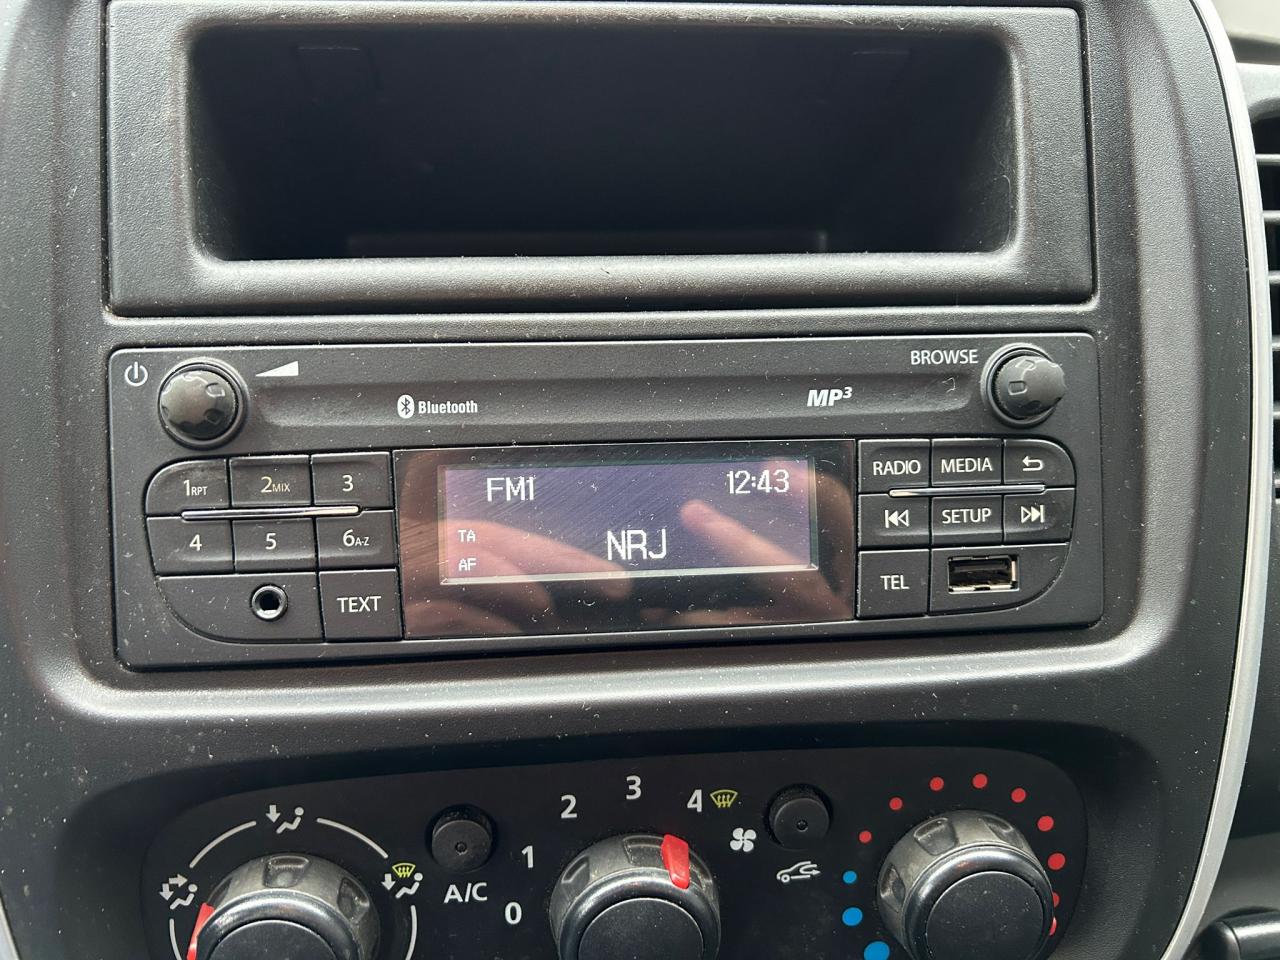 BROWSE
Bluetooth
MP3
1RPT 2MIX 3
4 5 6A-Z
TEXT
FM1 12:43
TA
NRJ
AF
RADIO MEDIA
SETUP
TEL
0 1 2 3 4
A/C